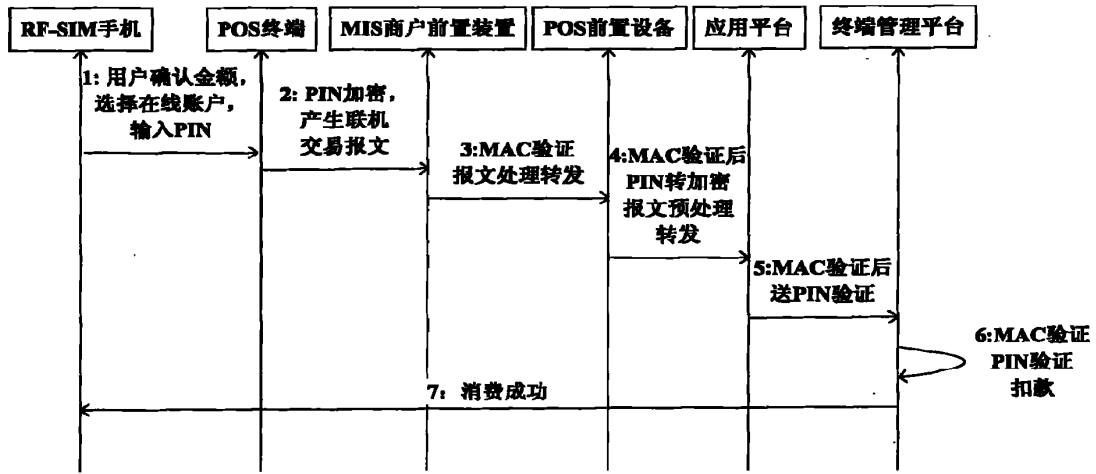 RF-SIM手机
POS终端
MIS商户前置装置
POS前置设备
应用平台
终端管理平台
1: 用户确认金额，
选择在线账户，
输入PIN
2: PIN加密，
产生联机
交易报文
3:MAC验证
报文处理转发
4:MAC验证后
PIN转加密
报文预处理
转发
5:MAC验证后
送PIN验证
6:MAC验证
PIN验证
扣款
7：消费成功